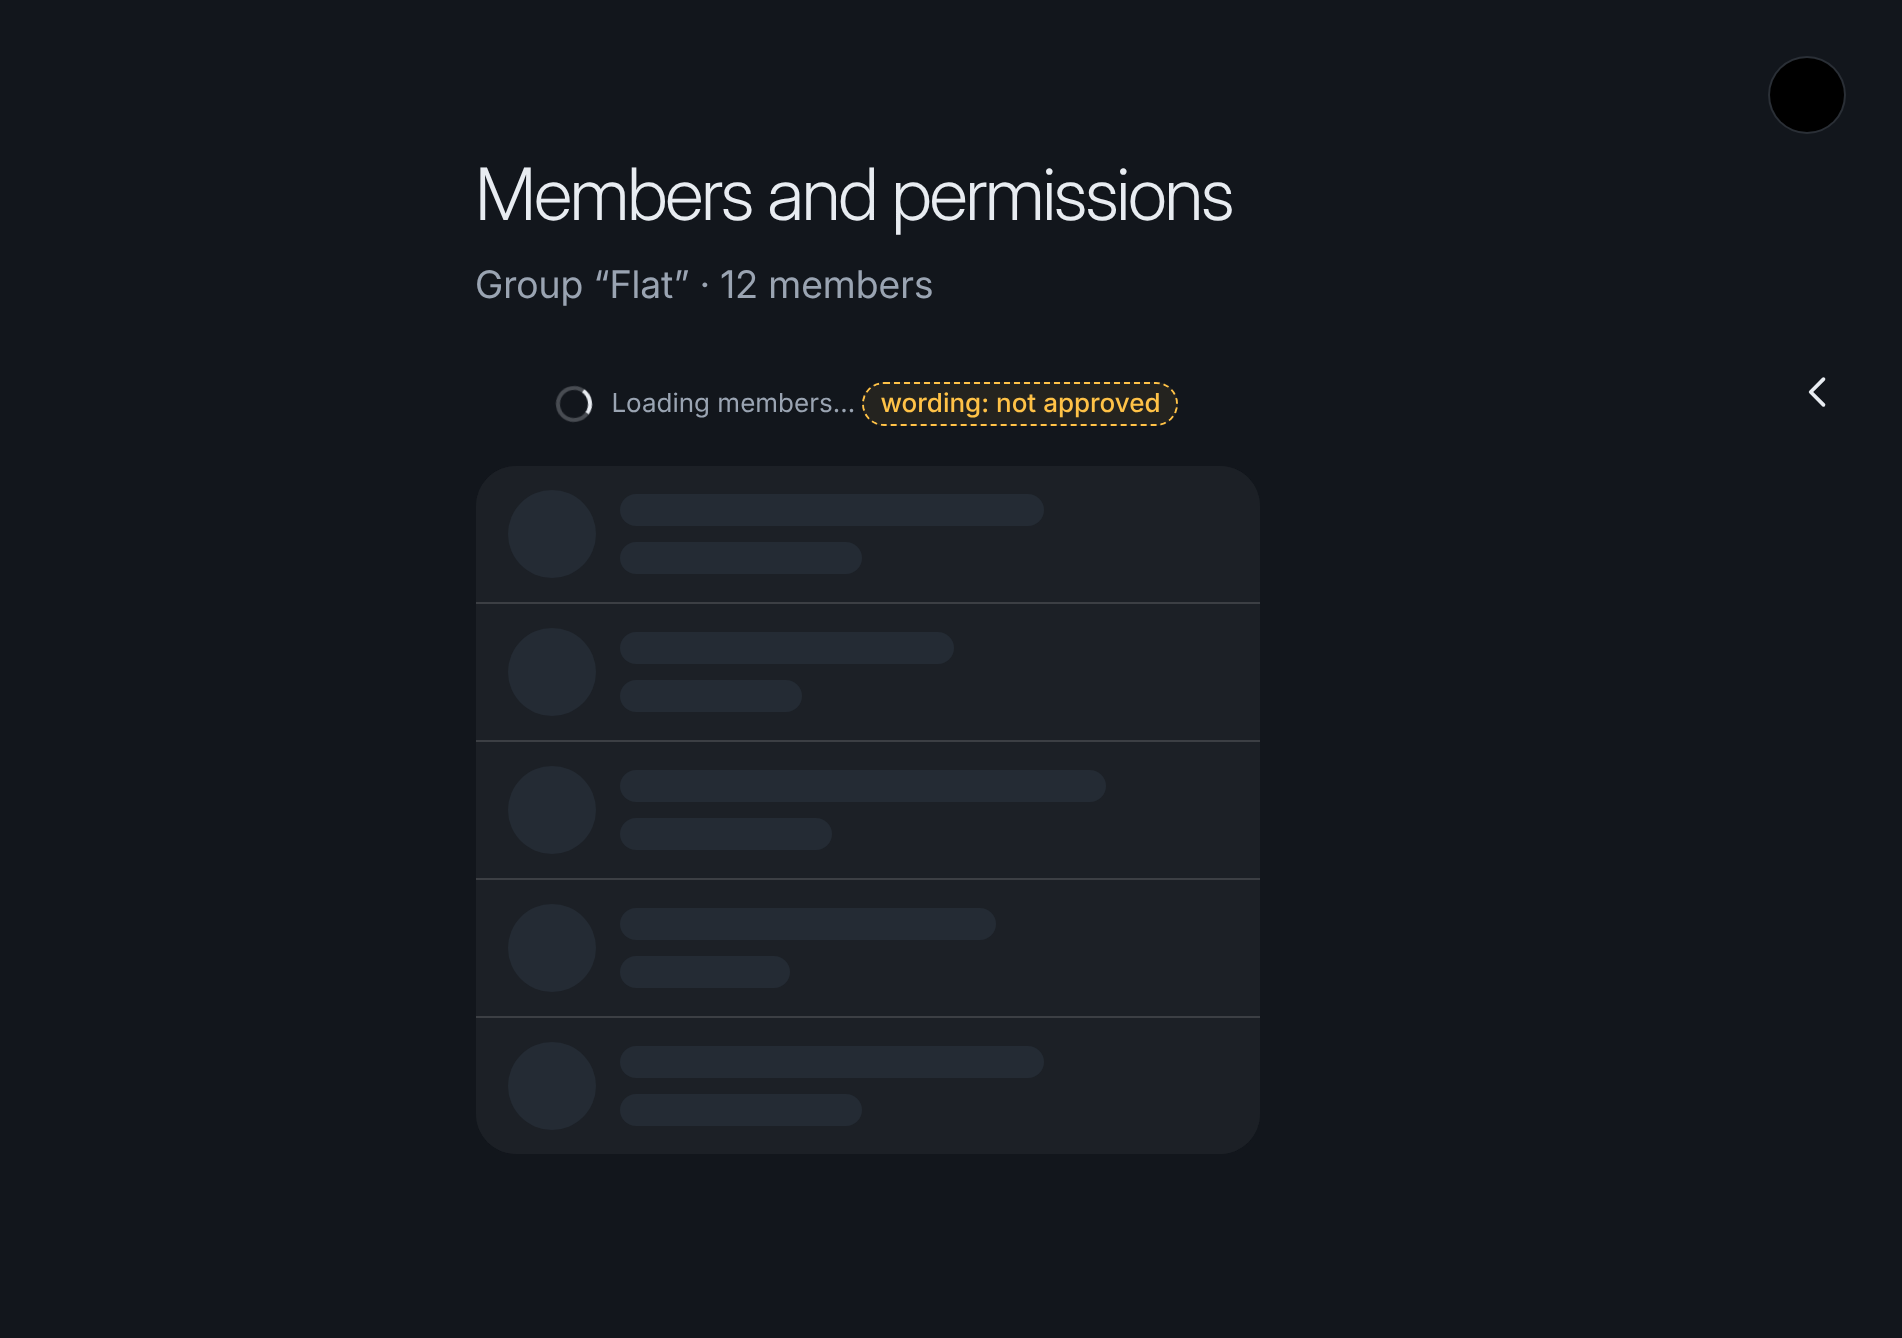 Members and permissions
Group “Flat” · 12 members
Loading members... wording: not approved